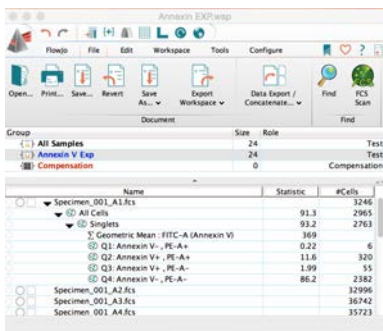 Annexin EXP.wsp
FlowJo File Edit Workspace Tools Configure
Open... Print... Save... Revert Save As... Export Workspace Data Export / Concatenate... Find FCS Scan
Document Find
Group Size Role
All Samples 24 Test
Annexin V Exp 24 Test
Compensation 0 Compensation
Name Statistic #Cells
Specimen_001_A1.fcs 3246
All Cells 91.3 2965
Singlets 93.2 2763
Σ Geometric Mean : FITC-A (Annexin V) 369
Q1: Annexin V- , PE-A+ 0.22 6
Q2: Annexin V+ , PE-A+ 11.6 320
Q3: Annexin V+ , PE-A- 1.99 55
Q4: Annexin V- , PE-A- 86.2 2382
Specimen_001_A2.fcs 32996
Specimen_001_A3.fcs 36742
Specimen_001_A4.fcs 35723